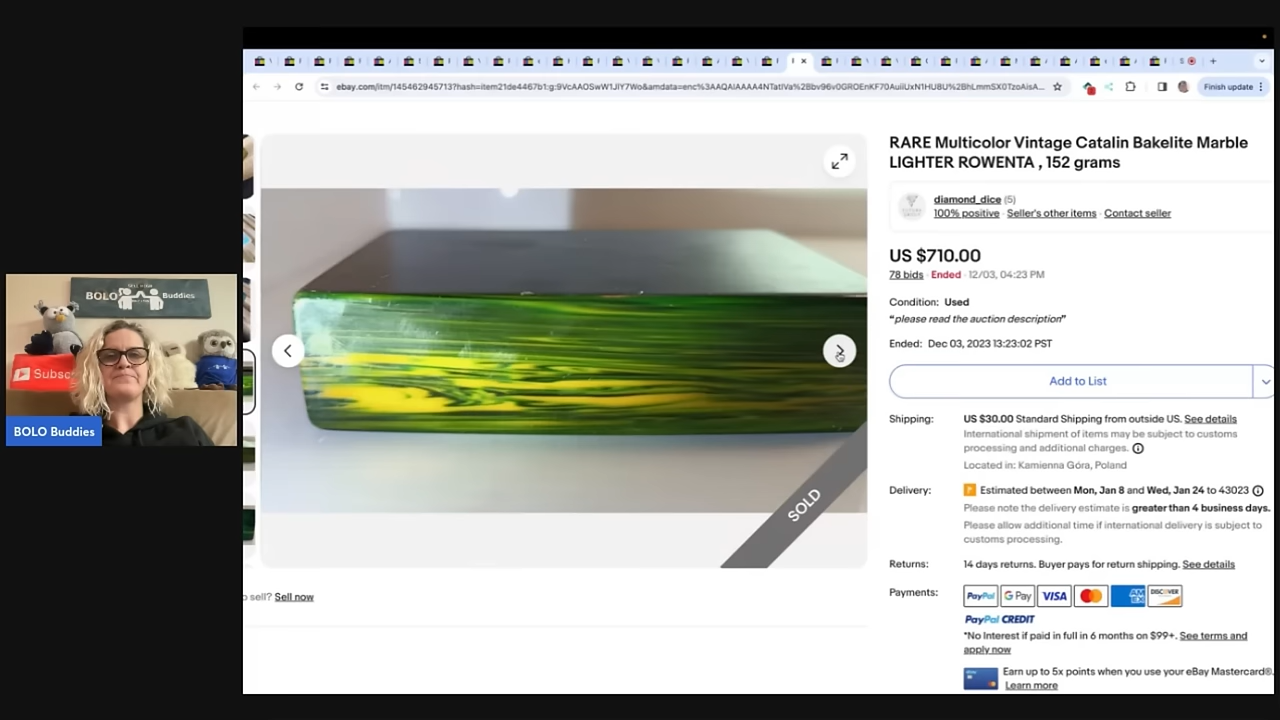 Finish update
ebay.com/itm/145462945713?hash=item21de4467b1:g:9VcAAOSwW1JlY7Wo&amdata=enc%3AAQAIAAAA4NTatIVa%2Bbv96v0GROEnKF70AuiiUxN1HU8U%2BhLmmSX0TzoAisA...
RARE Multicolor Vintage Catalin Bakelite Marble
LIGHTER ROWENTA , 152 grams
diamond_dice (5)
100% positive · Seller's other items · Contact seller
US $710.00
78 bids · Ended · 12/03, 04:23 PM
Condition: Used
“please read the auction description”
Ended: Dec 03, 2023 13:23:02 PST
Add to List
Shipping: US $30.00 Standard Shipping from outside US. See details
International shipment of items may be subject to customs
processing and additional charges.
Located in: Kamienna Góra, Poland
Delivery: Estimated between Mon, Jan 8 and Wed, Jan 24 to 43023
Please note the delivery estimate is greater than 4 business days.
Please allow additional time if international delivery is subject to
customs processing.
Returns: 14 days returns. Buyer pays for return shipping. See details
Payments: PayPal G Pay VISA AM EX DISCOVER
PayPal CREDIT
*No Interest if paid in full in 6 months on $99+. See terms and
apply now
Earn up to 5x points when you use your eBay Mastercard®.
Learn more
SOLD
o sell? Sell now
BOLO Buddies
Subsc
BOLO Buddies